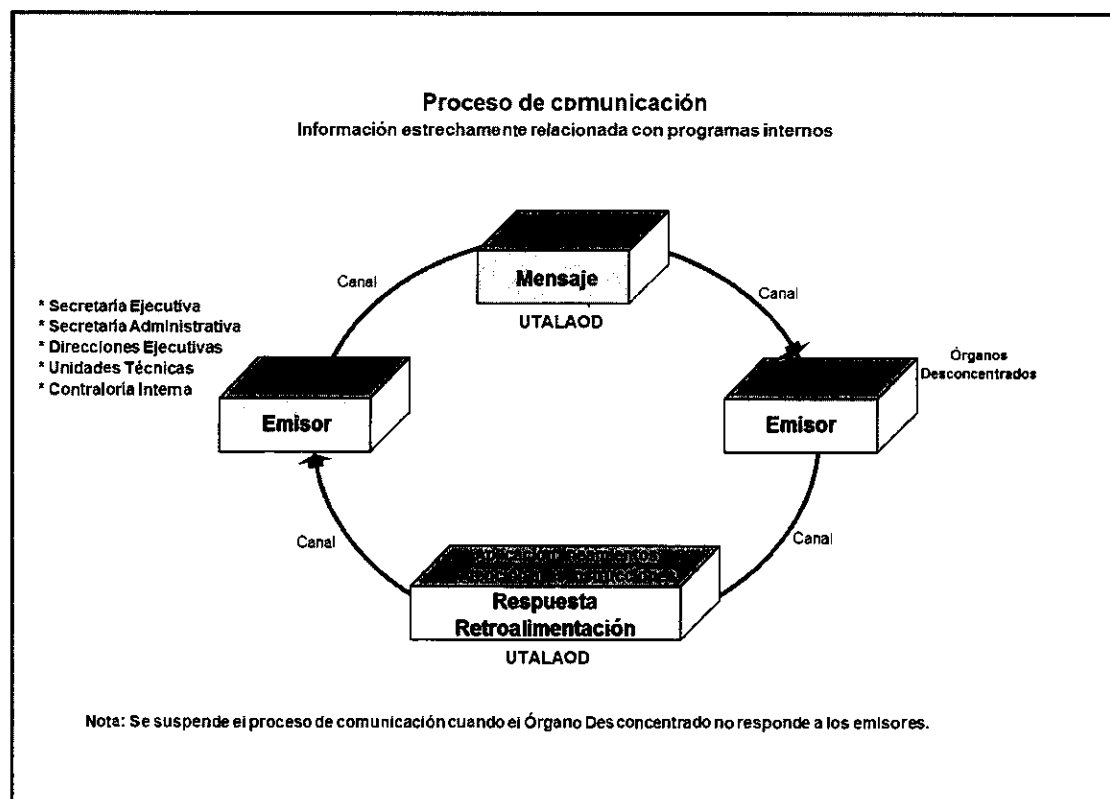 Proceso de comunicación
Información estrechamente relacionada con programas internos
Mensaje
UTALAOD
Canal
Canal
* Secretaría Ejecutiva
* Secretaría Administrativa
* Direcciones Ejecutivas
* Unidades Técnicas
* Contraloría Interna
Emisor
Órganos
Desconcentrados
Emisor
Canal
Canal
Respuesta
Retroalimentación
UTALAOD
Nota: Se suspende el proceso de comunicación cuando el Órgano Des concentrado no responde a los emisores.